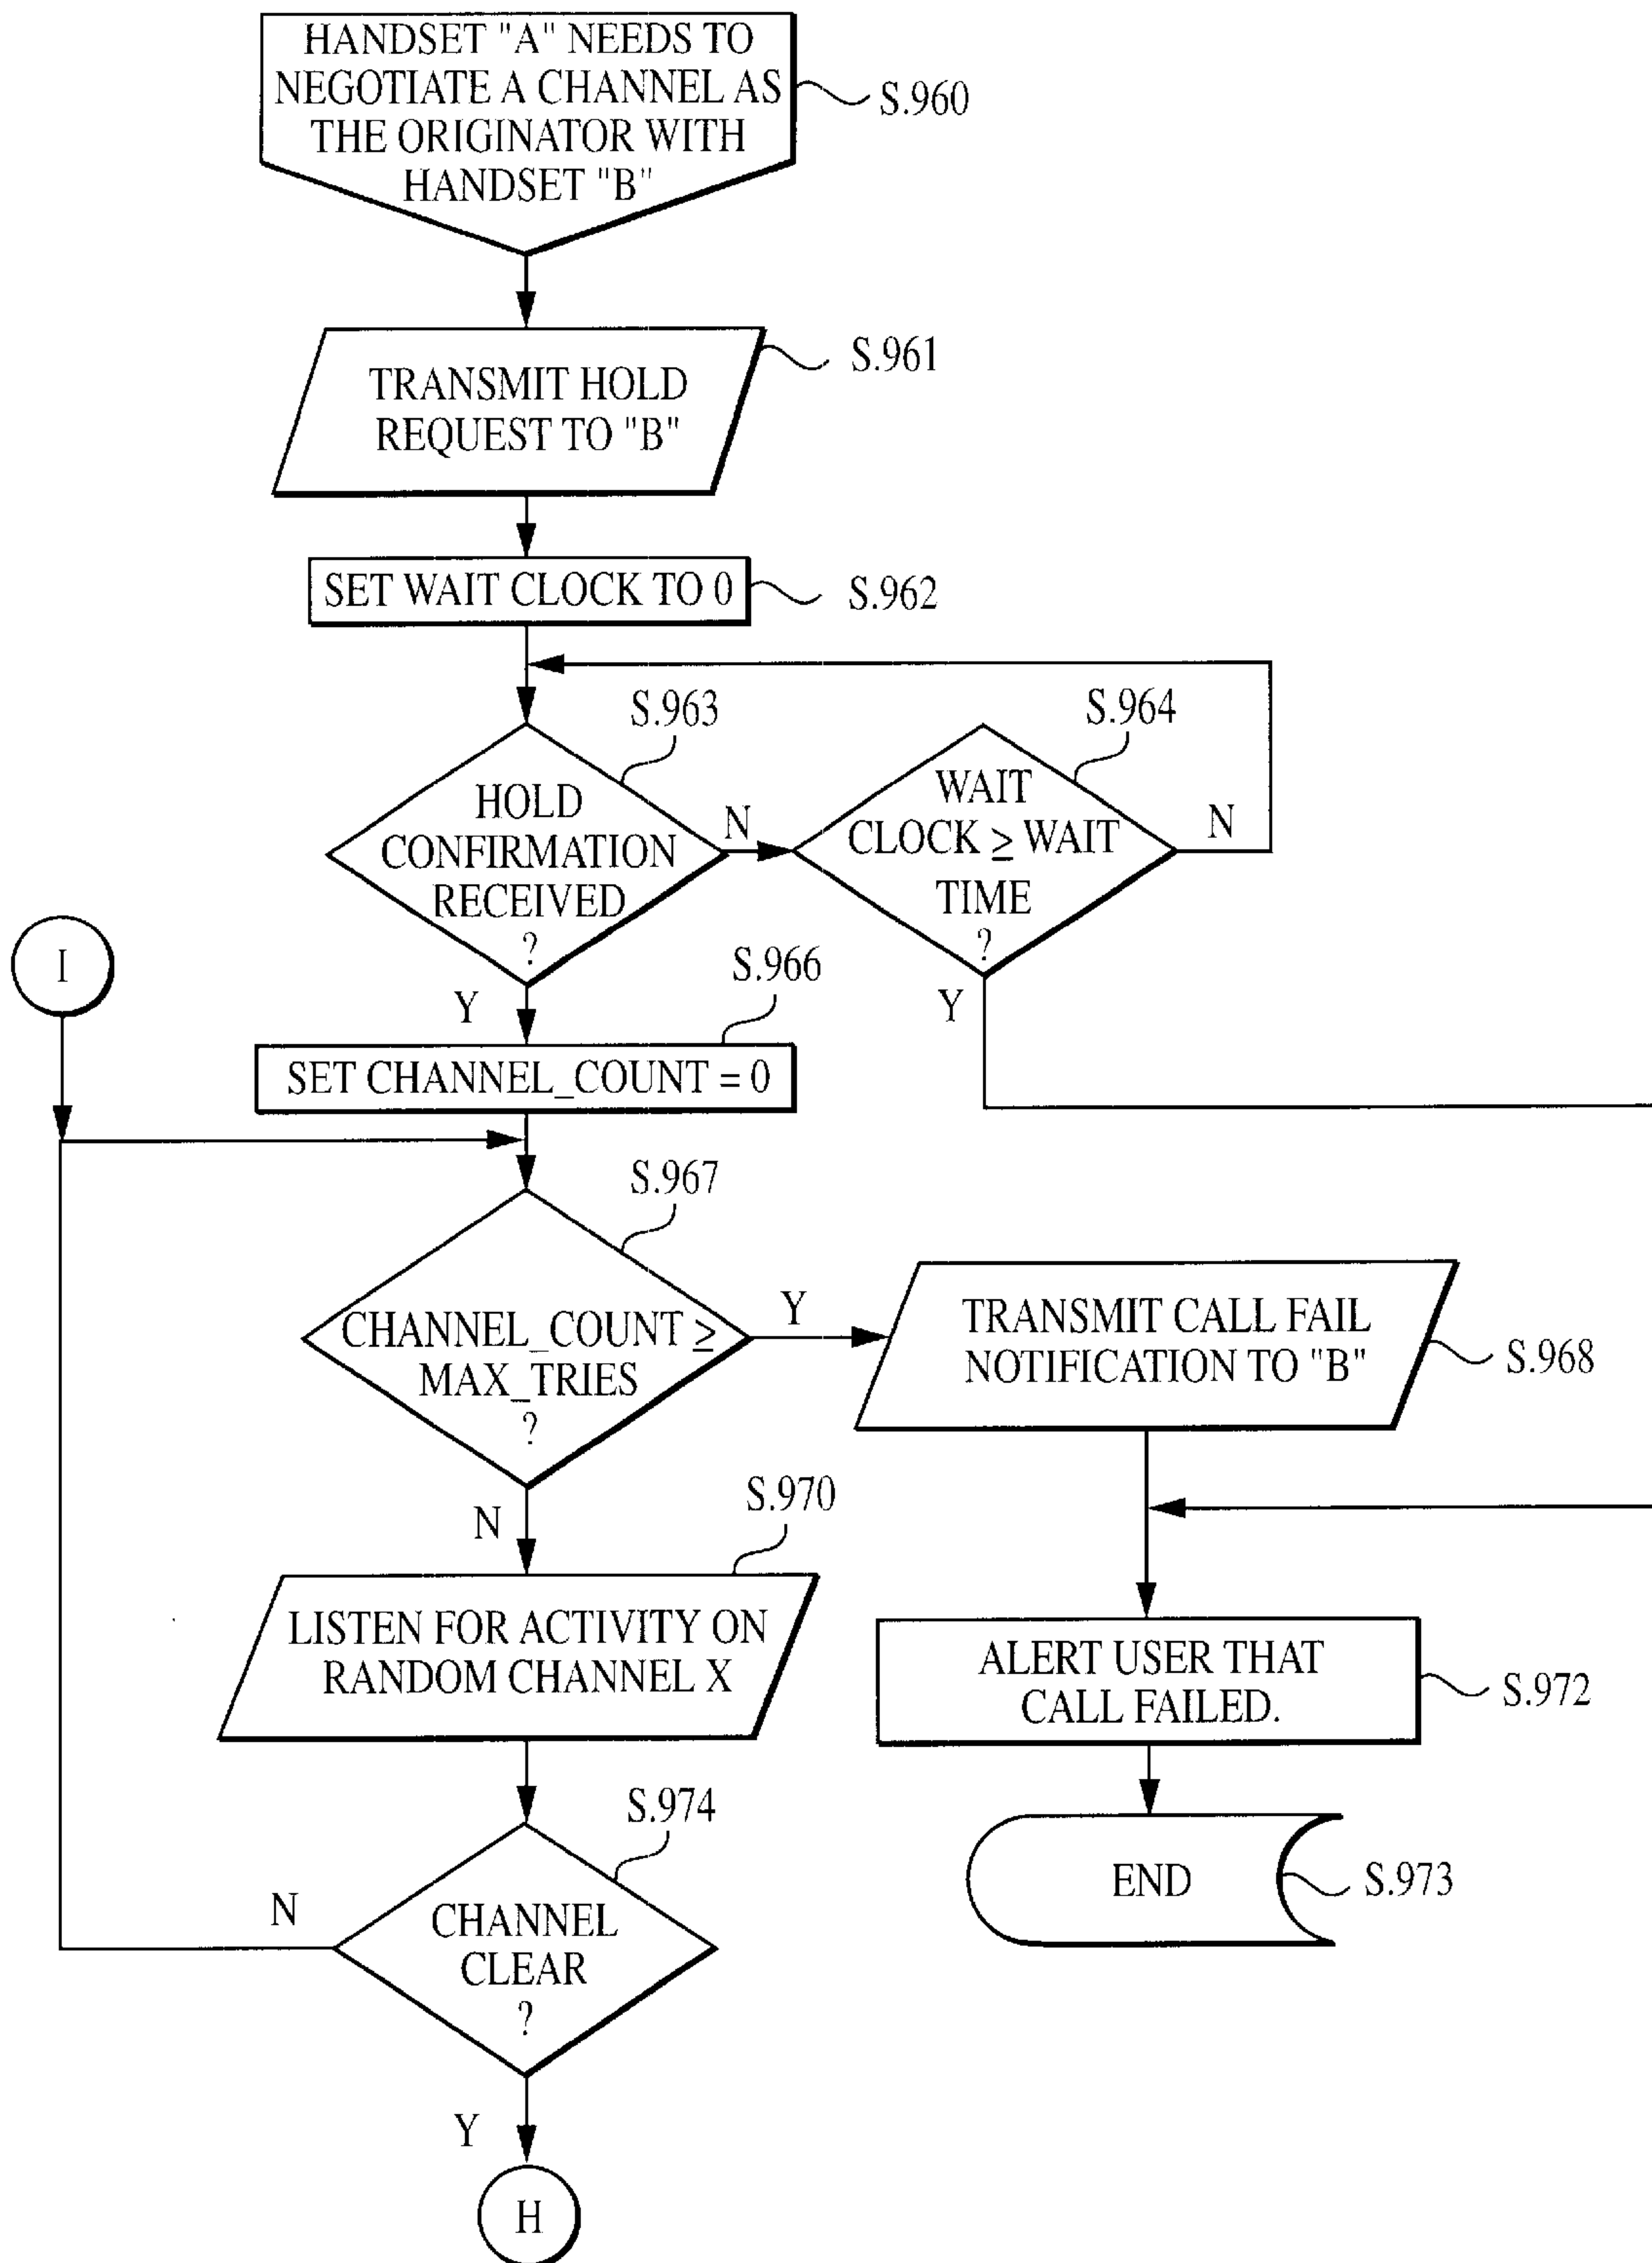 HANDSET "A" NEEDS TO
NEGOTIATE A CHANNEL AS
THE ORIGINATOR WITH
HANDSET "B"
S.960
TRANSMIT HOLD
REQUEST TO "B"
S.961
SET WAIT CLOCK TO 0
S.962
S.963
HOLD
CONFIRMATION
RECEIVED
?
N
Y
S.964
WAIT
CLOCK ≥ WAIT
TIME
?
N
Y
I
S.966
SET CHANNEL_COUNT = 0
S.967
CHANNEL_COUNT ≥
MAX_TRIES
?
Y
N
TRANSMIT CALL FAIL
NOTIFICATION TO "B"
S.968
S.970
LISTEN FOR ACTIVITY ON
RANDOM CHANNEL X
ALERT USER THAT
CALL FAILED.
S.972
S.974
CHANNEL
CLEAR
?
N
Y
END
S.973
H